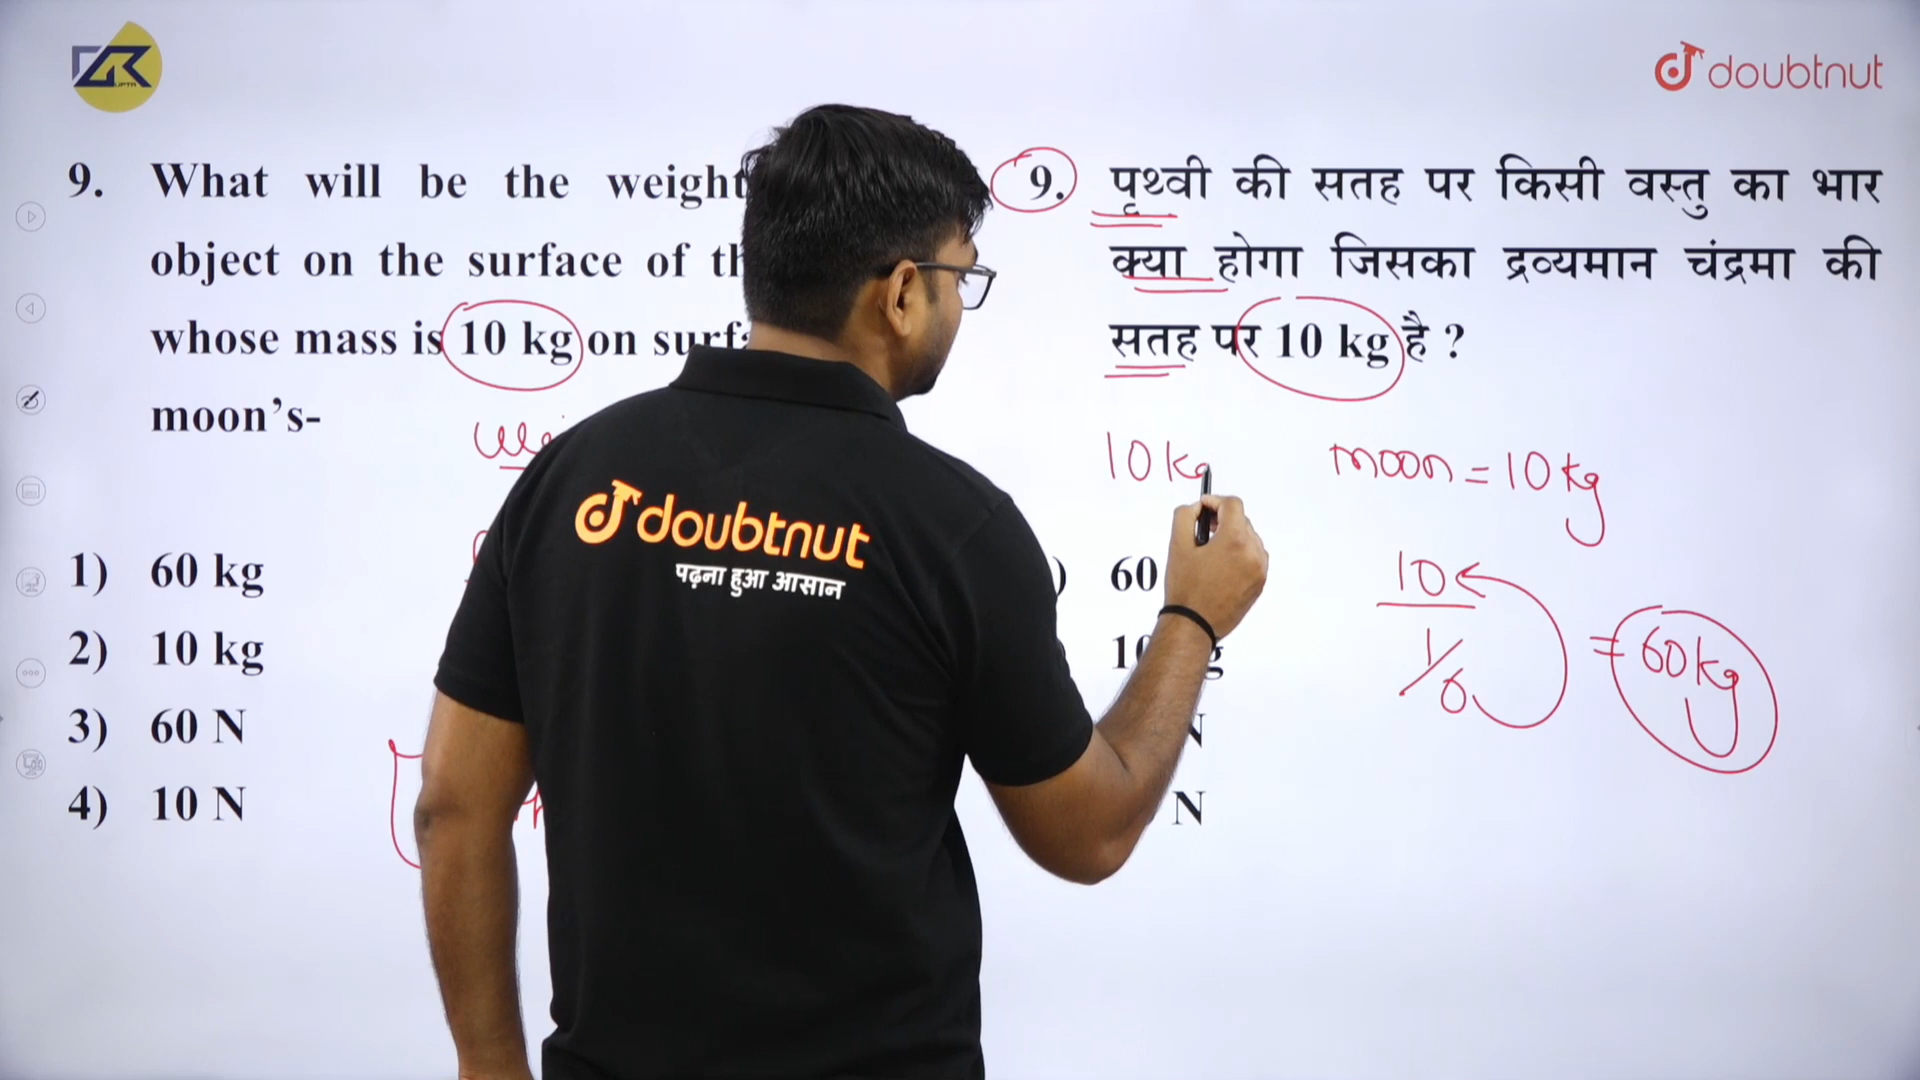 GR
GUPTA
doubtnut
9. What will be the weight
object on the surface of
whose mass is 10 kg on
moon's-
1) 60 kg
2) 10 kg
3) 60 N
4) 10 N
9. पृथ्वी की सतह पर किसी वस्तु का भार
क्या होगा जिसका द्रव्यमान चंद्रमा की
सतह पर 10 kg है ?
10 kg
moon = 10 kg
10
1/6
= 60 kg
60
N
N
doubtnut
पढ़ना हुआ आसान